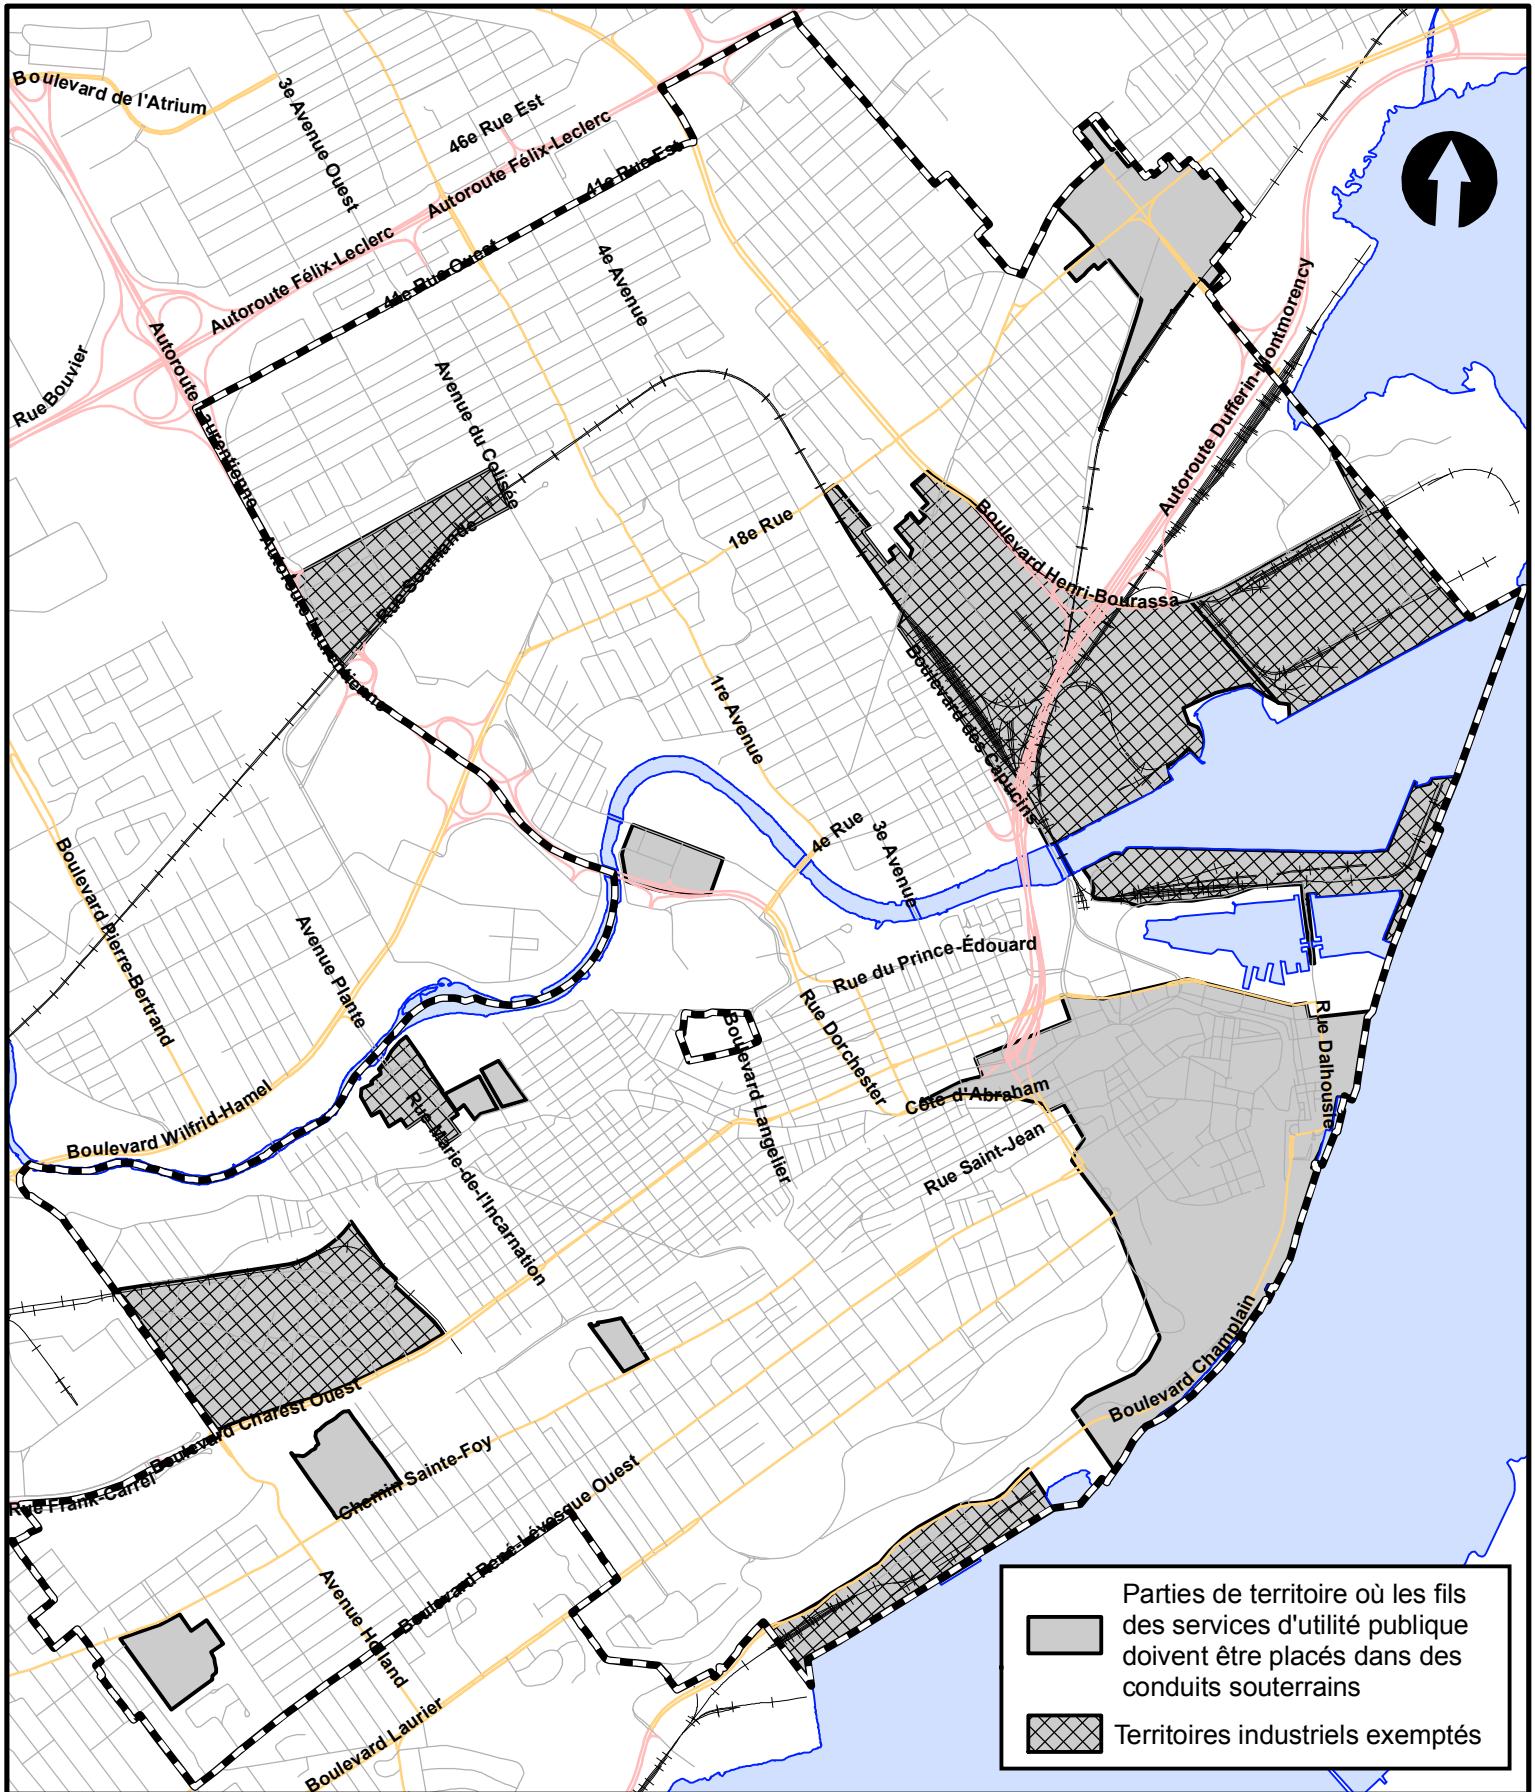 Boulevard de l'Atrium
3e Avenue Ouest
46e Rue Est
Autoroute Félix-Leclerc
41e Rue Est
Autoroute Félix-Leclerc
41e Rue Ouest
4e Avenue
Rue Bouvier
Autoroute Laurentienne
Avenue du Colisée
Autoroute Dufferin-Montmorency
18e Rue
Rue Soumande
Autoroute Laurentienne
Boulevard Henri-Bourassa
Boulevard des Capucins
1re Avenue
4e Rue
3e Avenue
Boulevard Pierre-Bertrand
Avenue Plante
Rue du Prince-Édouard
Rue Dorchester
Boulevard Langelier
Rue Dalhousie
Côte d'Abraham
Boulevard Wilfrid-Hamel
Rue Marie-de-l'Incarnation
Rue Saint-Jean
Boulevard Champlain
Boulevard Charest Ouest
Rue Frank-Carrel
Chemin Sainte-Foy
Boulevard René-Lévesque Ouest
Avenue Holland
Boulevard Laurier
Parties de territoire où les fils
des services d'utilité publique
doivent être placés dans des
conduits souterrains
Territoires industriels exemptés